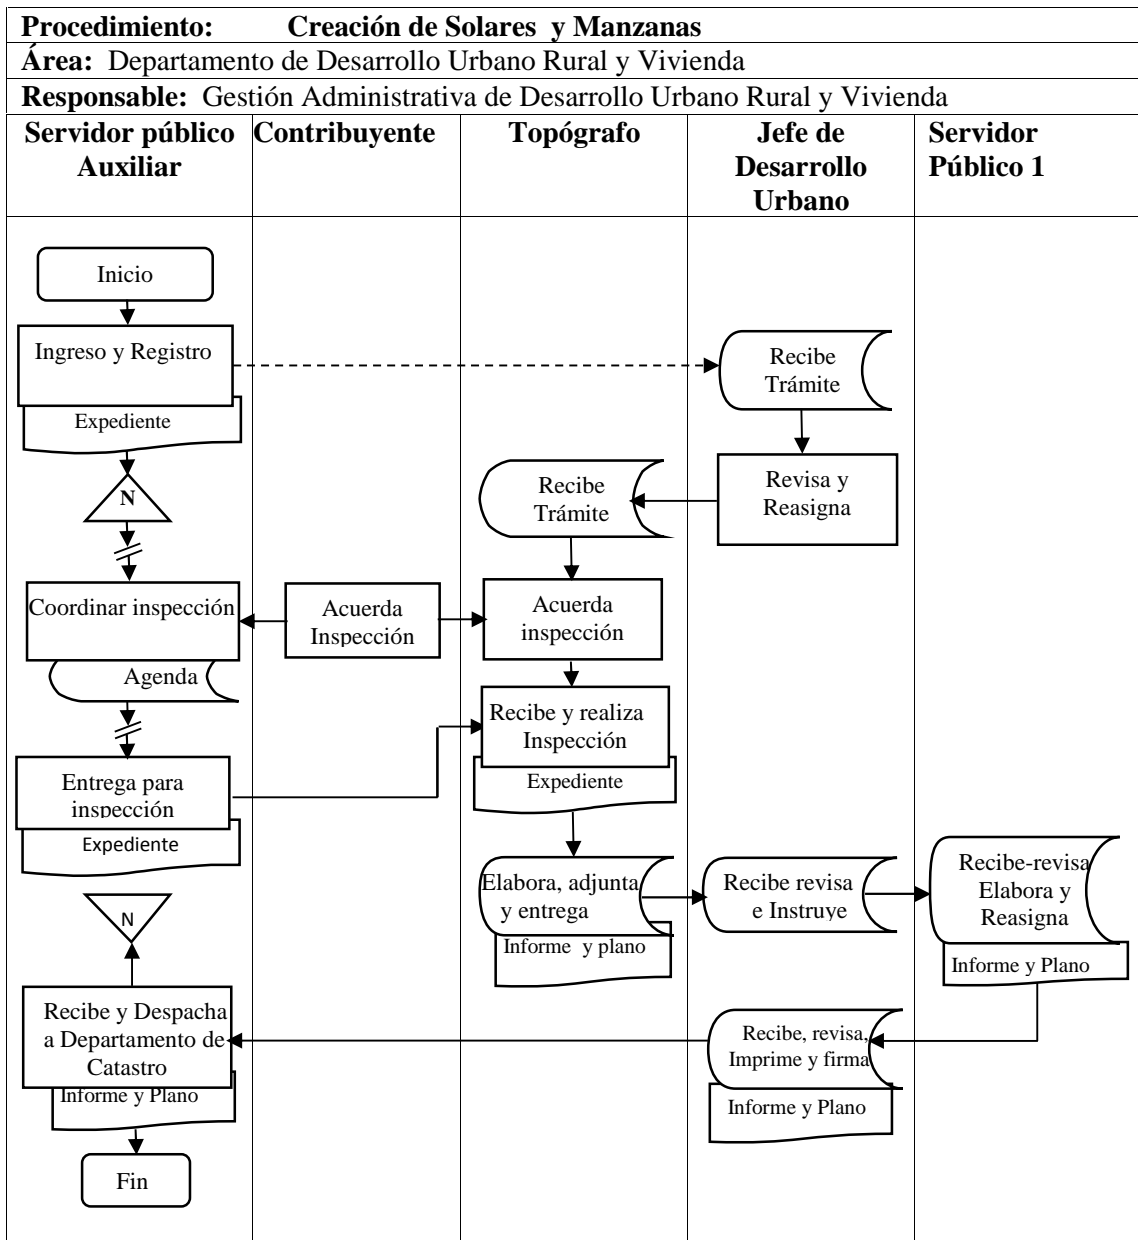 Procedimiento: Creación de Solares y Manzanas
Área: Departamento de Desarrollo Urbano Rural y Vivienda
Responsable: Gestión Administrativa de Desarrollo Urbano Rural y Vivienda
Servidor público
Auxiliar
Contribuyente
Topógrafo
Jefe de
Desarrollo
Urbano
Servidor
Público 1
Inicio
Ingreso y Registro
Expediente
N
Recibe
Trámite
Revisa y
Reasigna
Recibe
Trámite
Coordinar inspección
Agenda
Acuerda
Inspección
Acuerda
inspección
Recibe y realiza
Inspección
Expediente
Entrega para
inspección
Expediente
Elabora, adjunta
y entrega
Informe y plano
Recibe revisa
e Instruye
Recibe-revisa
Elabora y
Reasigna
Informe y Plano
N
Recibe, revisa,
Imprime y firma
Informe y Plano
Recibe y Despacha
a Departamento de
Catastro
Informe y Plano
Fin